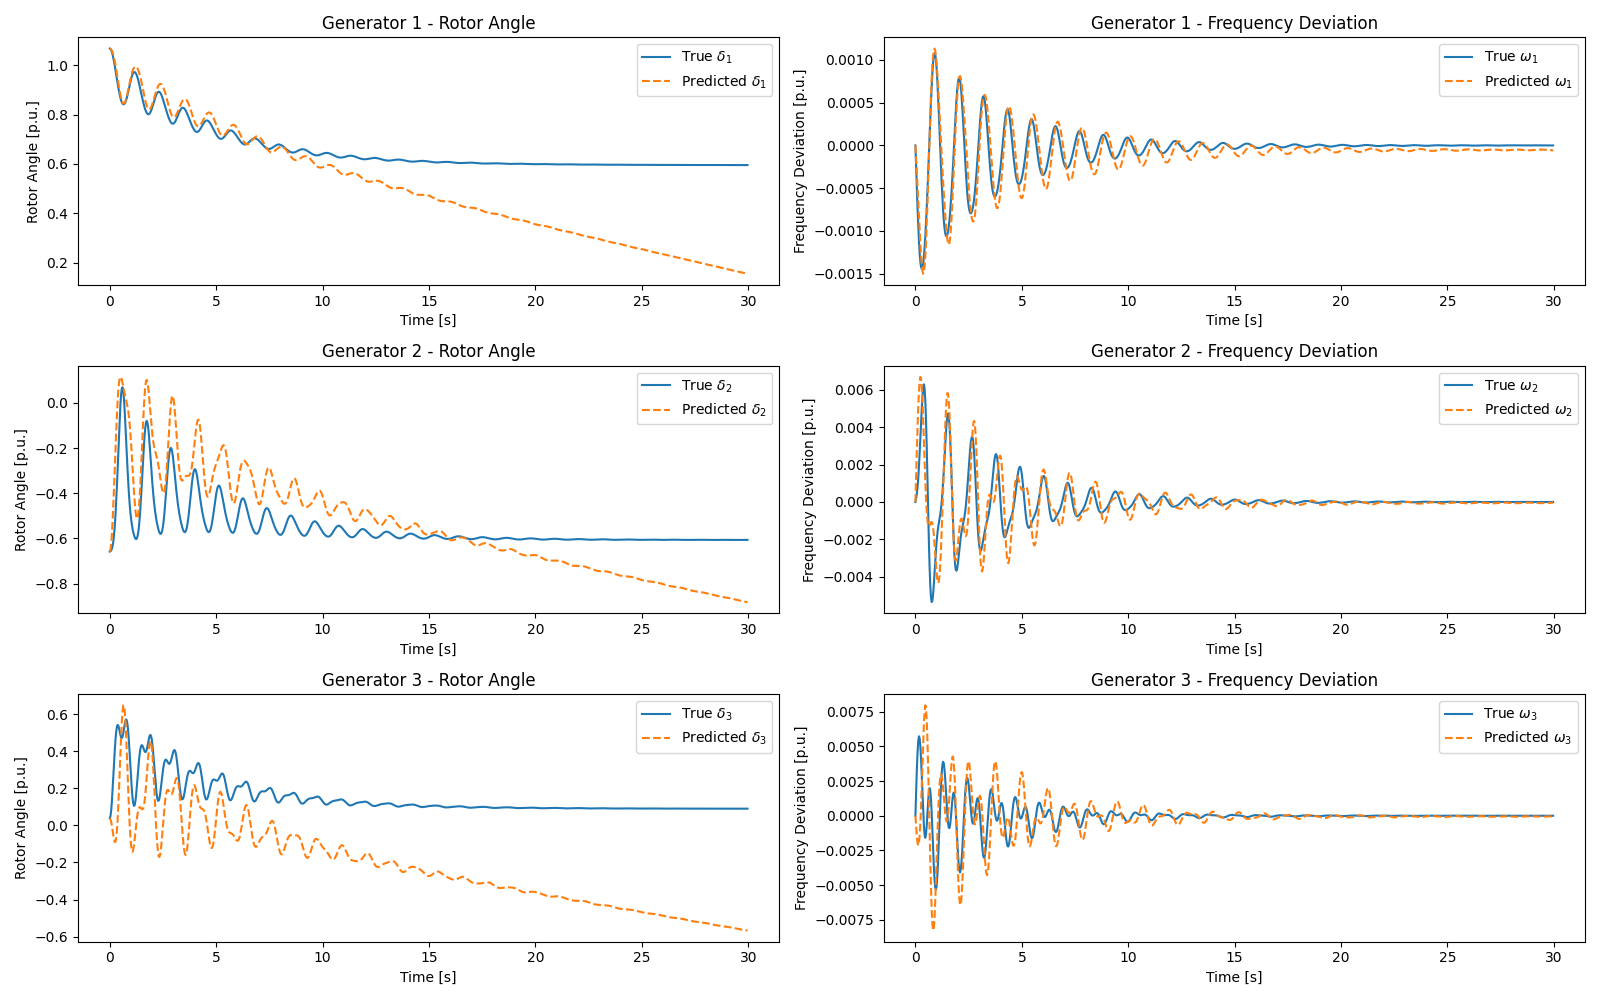 Generator 1 - Rotor Angle
Rotor Angle [p.u.]
1.0
0.8
0.6
0.4
0.2
True δ₁
Predicted δ₁
0 5 10 15 20 25 30
Time [s]
Generator 1 - Frequency Deviation
Frequency Deviation [p.u.]
0.0010
0.0005
0.0000
−0.0005
−0.0010
−0.0015
True ω₁
Predicted ω₁
0 5 10 15 20 25 30
Time [s]
Generator 2 - Rotor Angle
Rotor Angle [p.u.]
0.0
−0.2
−0.4
−0.6
−0.8
True δ₂
Predicted δ₂
0 5 10 15 20 25 30
Time [s]
Generator 2 - Frequency Deviation
Frequency Deviation [p.u.]
0.006
0.004
0.002
0.000
−0.002
−0.004
True ω₂
Predicted ω₂
0 5 10 15 20 25 30
Time [s]
Generator 3 - Rotor Angle
Rotor Angle [p.u.]
0.6
0.4
0.2
0.0
−0.2
−0.4
−0.6
True δ₃
Predicted δ₃
0 5 10 15 20 25 30
Time [s]
Generator 3 - Frequency Deviation
Frequency Deviation [p.u.]
0.0075
0.0050
0.0025
0.0000
−0.0025
−0.0050
−0.0075
True ω₃
Predicted ω₃
0 5 10 15 20 25 30
Time [s]